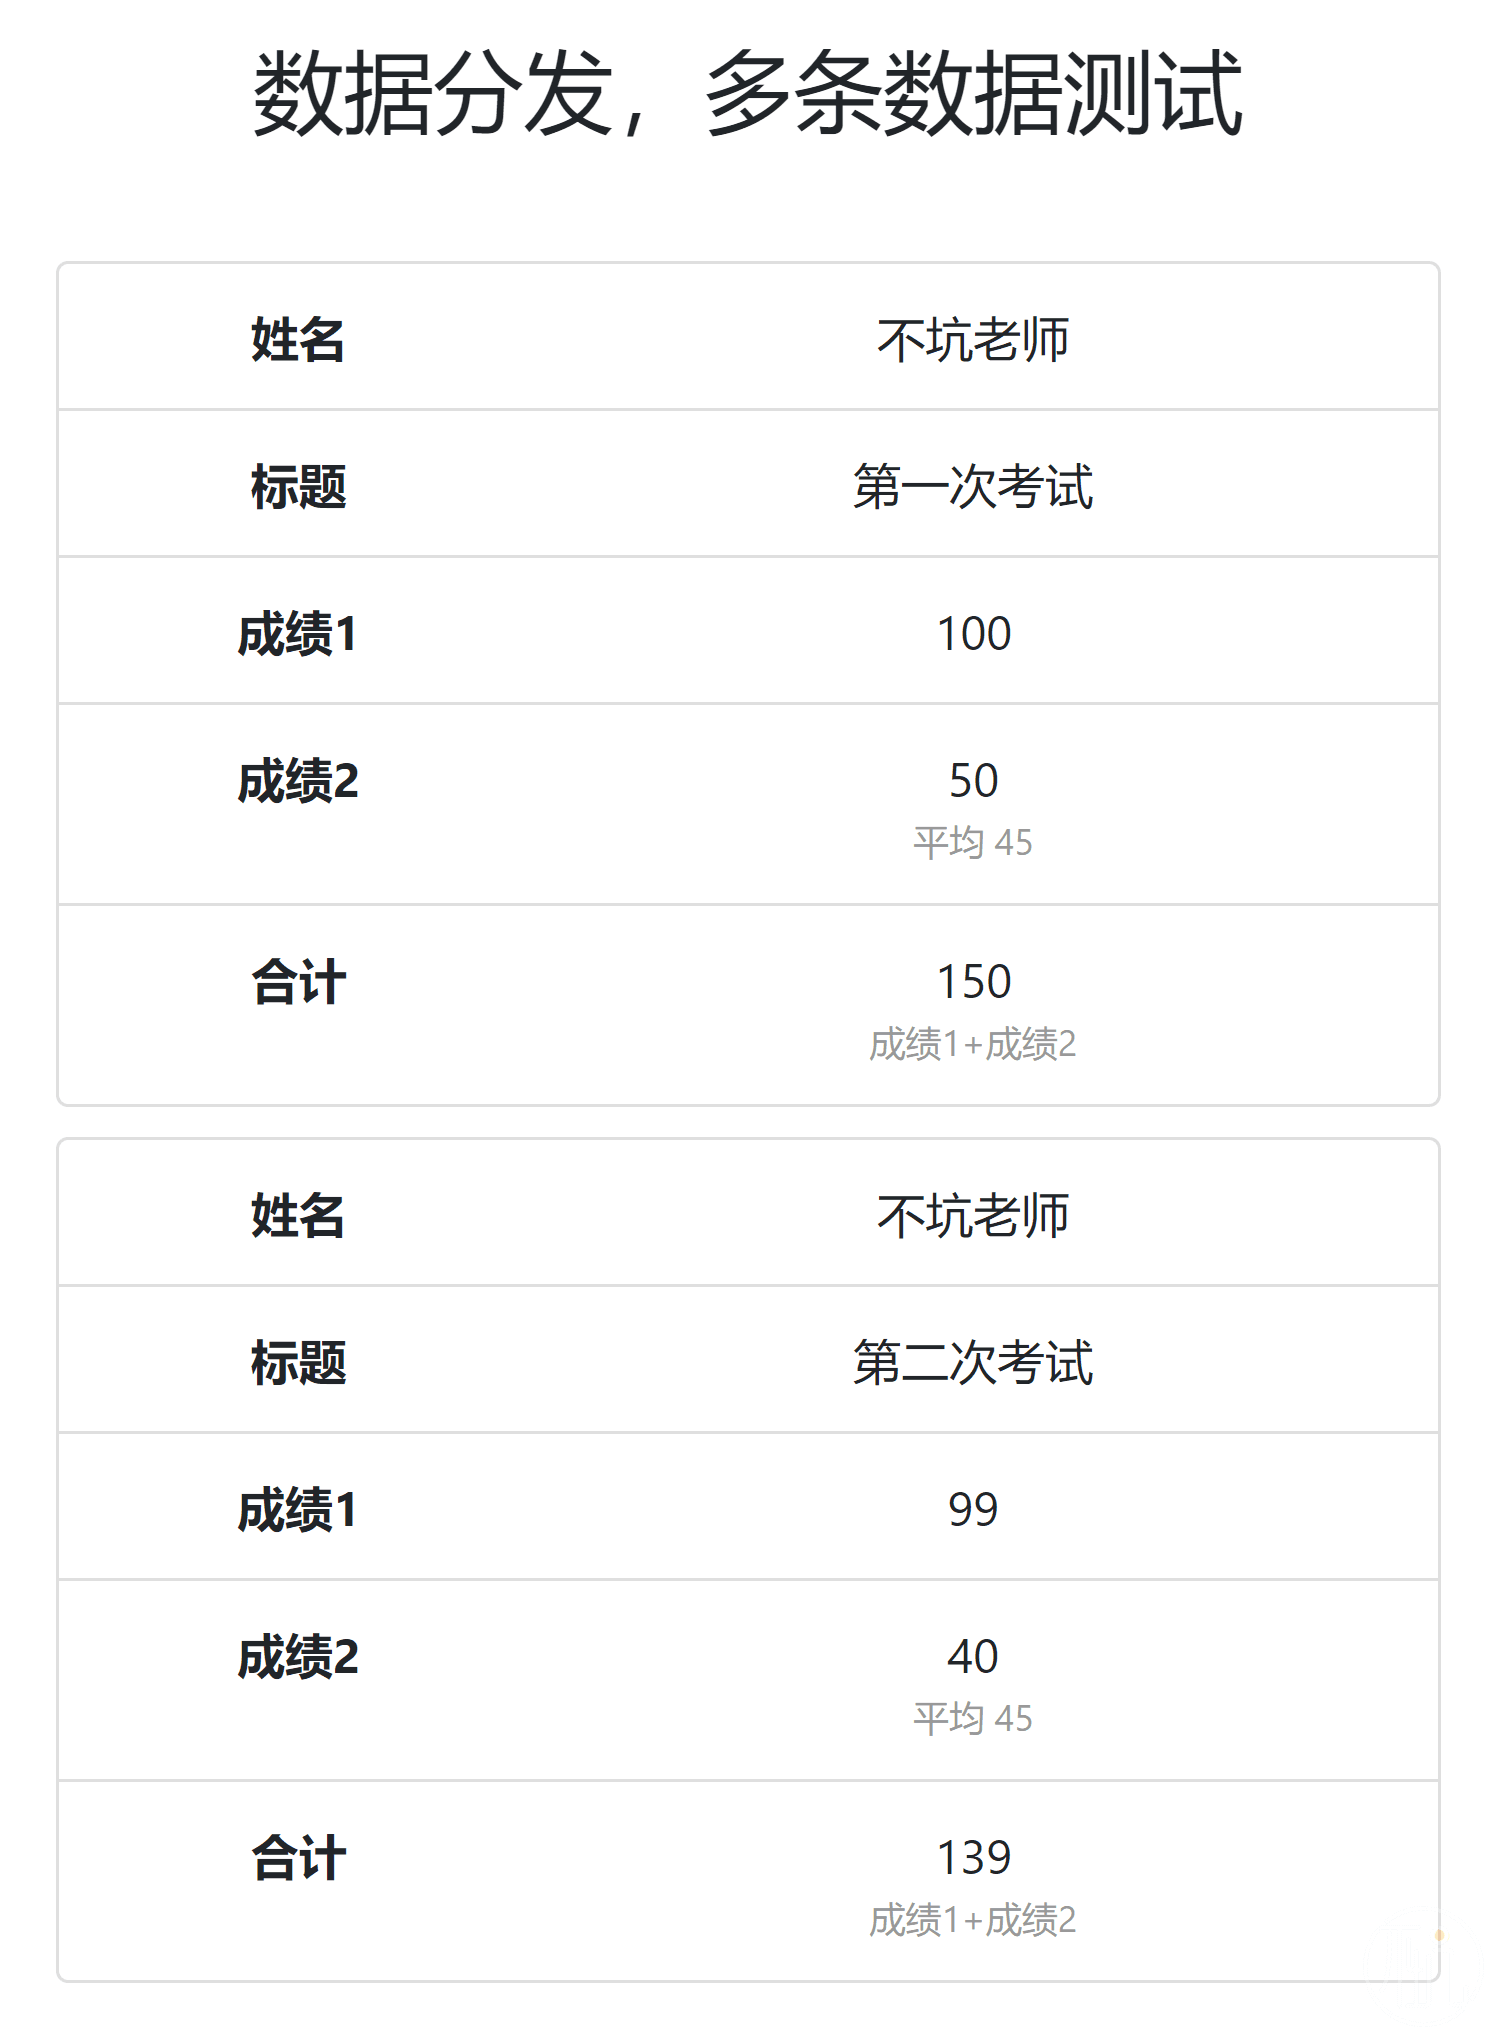 数据分发，多条数据测试
姓名 不坑老师
标题 第一次考试
成绩1 100
成绩2 50
平均 45
合计 150
成绩1+成绩2
姓名 不坑老师
标题 第二次考试
成绩1 99
成绩2 40
平均 45
合计 139
成绩1+成绩2